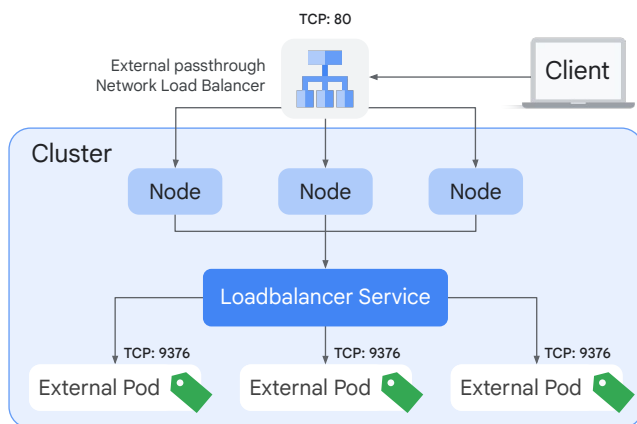 TCP: 80
External passthrough
Network Load Balancer
Client
Cluster
Node
Node
Node
Loadbalancer Service
TCP: 9376
TCP: 9376
TCP: 9376
External Pod
External Pod
External Pod